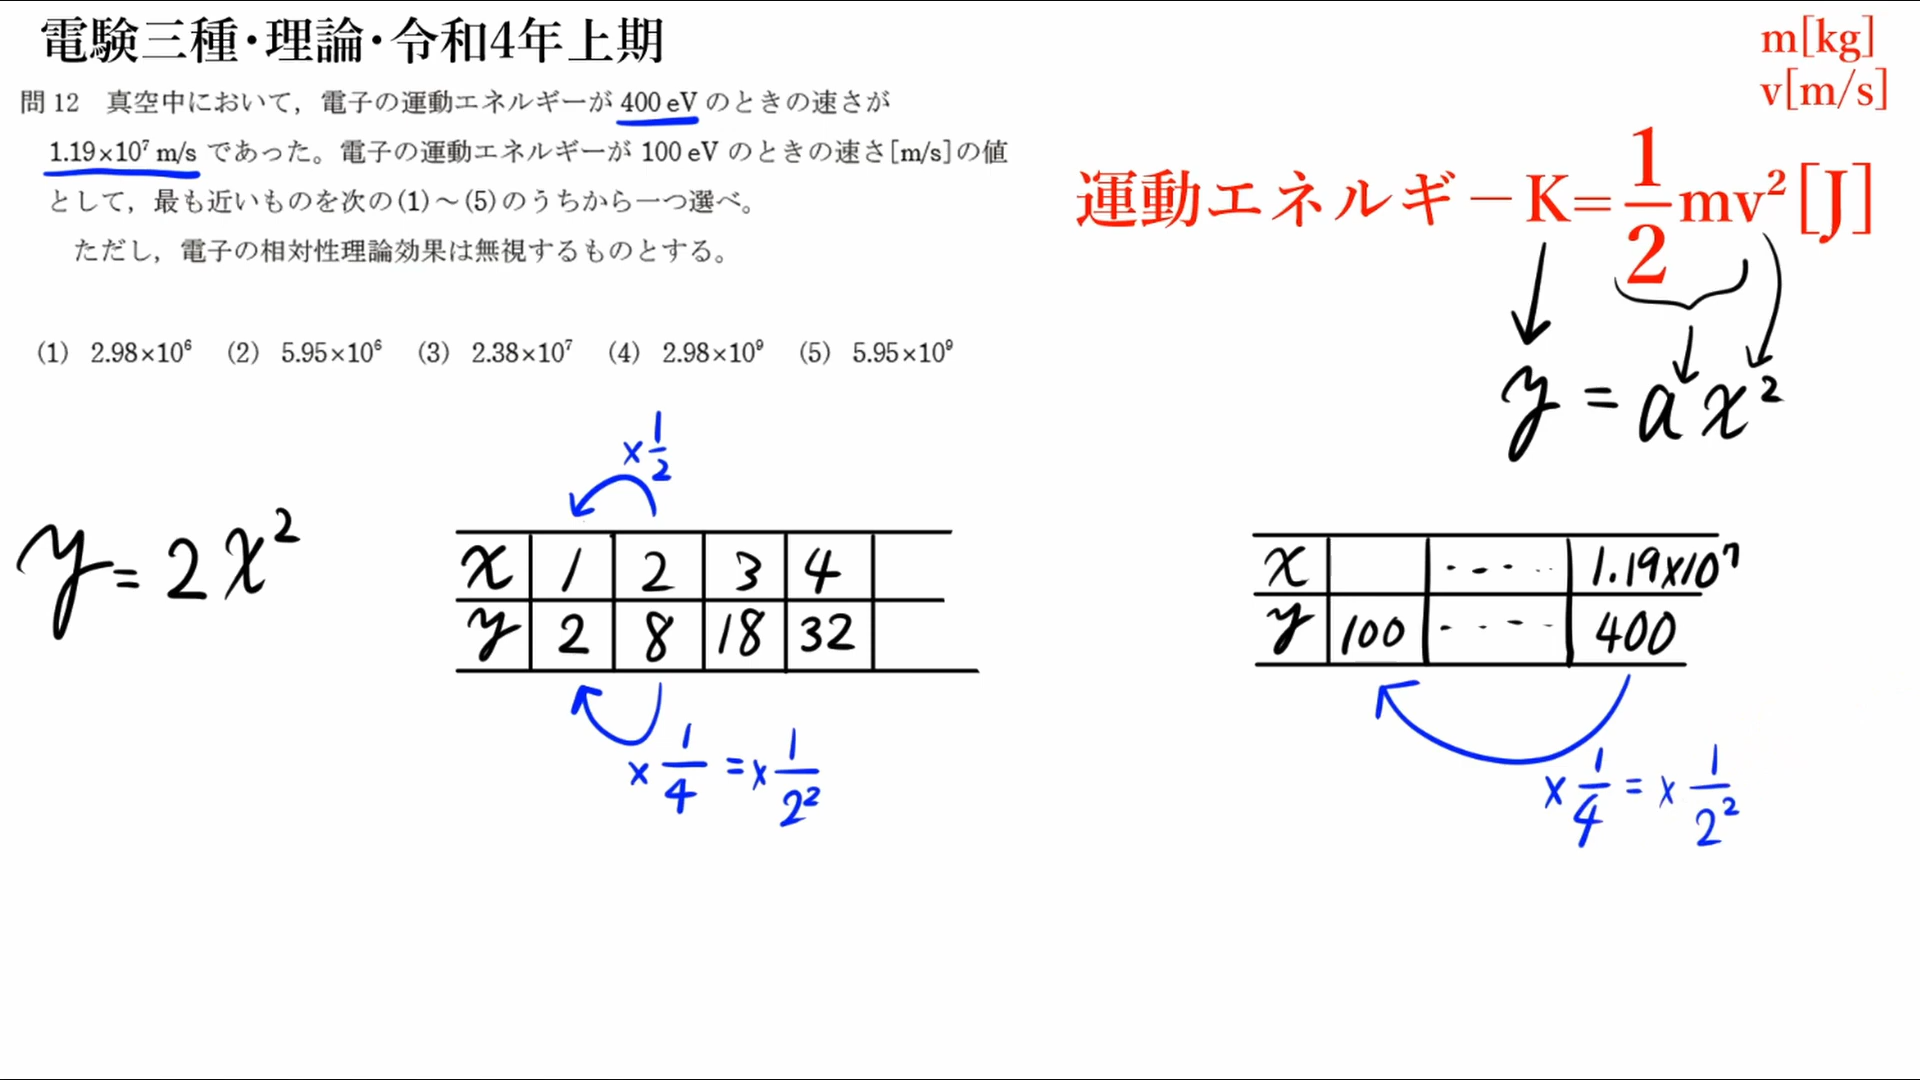 電験三種・理論・令和4年上期
問12 真空中において，電子の運動エネルギーが 400 eV のときの速さが
1.19×10⁷ m/s であった。電子の運動エネルギーが 100 eV のときの速さ[m/s]の値
として，最も近いものを次の(1)～(5)のうちから一つ選べ。
ただし，電子の相対性理論効果は無視するものとする。
(1) 2.98×10⁶ (2) 5.95×10⁶ (3) 2.38×10⁷ (4) 2.98×10⁹ (5) 5.95×10⁹
m[kg]
v[m/s]
運動エネルギーK=1/2mv²[J]
y=ax²
y=2x²
×1/2
x 1 2 3 4
y 2 8 18 32
×1/4=×1/2²
x ・・・・ 1.19×10⁷
y 100 ・・・・ 400
×1/4=×1/2²